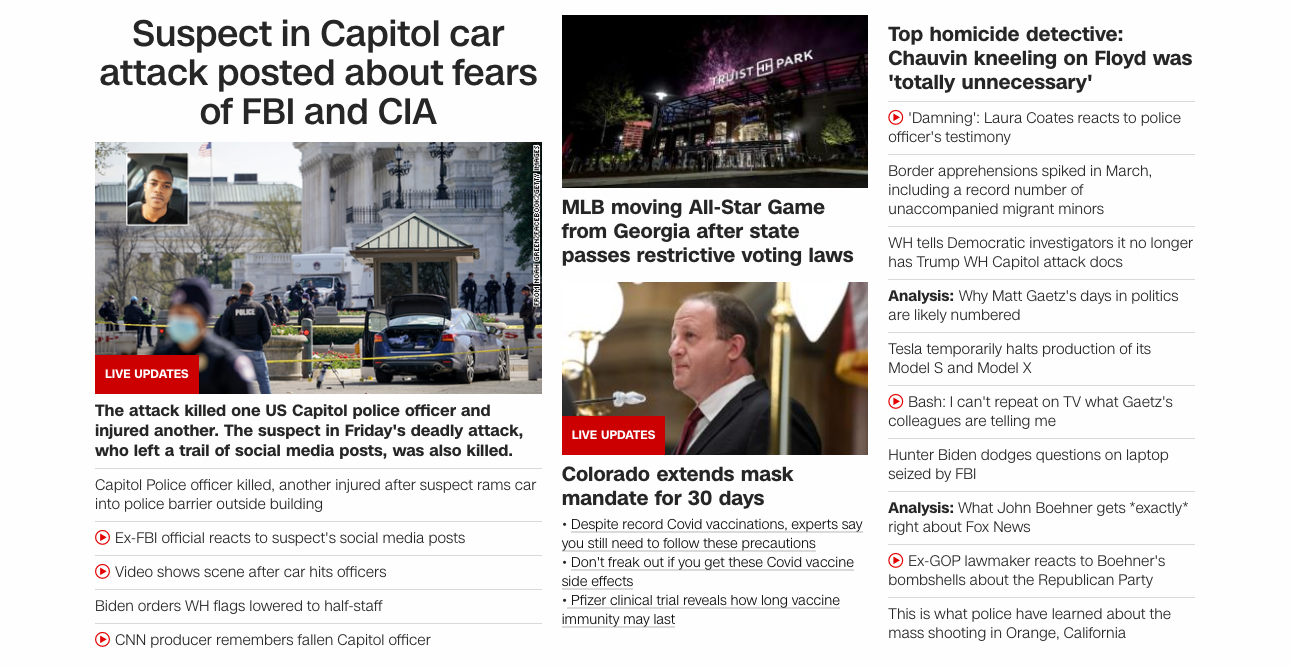 Suspect in Capitol car
attack posted about fears
of FBI and CIA
FROM NOAH GREEN/FACEBOOK/GETTY IMAGES
POLICE
LIVE UPDATES
The attack killed one US Capitol police officer and
injured another. The suspect in Friday's deadly attack,
who left a trail of social media posts, was also killed.
Capitol Police officer killed, another injured after suspect rams car
into police barrier outside building
Ex-FBI official reacts to suspect's social media posts
Video shows scene after car hits officers
Biden orders WH flags lowered to half-staff
CNN producer remembers fallen Capitol officer
TRUIST PARK
MLB moving All-Star Game
from Georgia after state
passes restrictive voting laws
LIVE UPDATES
Colorado extends mask
mandate for 30 days
• Despite record Covid vaccinations, experts say
you still need to follow these precautions
• Don't freak out if you get these Covid vaccine
side effects
• Pfizer clinical trial reveals how long vaccine
immunity may last
Top homicide detective:
Chauvin kneeling on Floyd was
'totally unnecessary'
'Damning': Laura Coates reacts to police
officer's testimony
Border apprehensions spiked in March,
including a record number of
unaccompanied migrant minors
WH tells Democratic investigators it no longer
has Trump WH Capitol attack docs
Analysis: Why Matt Gaetz's days in politics
are likely numbered
Tesla temporarily halts production of its
Model S and Model X
Bash: I can't repeat on TV what Gaetz's
colleagues are telling me
Hunter Biden dodges questions on laptop
seized by FBI
Analysis: What John Boehner gets *exactly*
right about Fox News
Ex-GOP lawmaker reacts to Boehner's
bombshells about the Republican Party
This is what police have learned about the
mass shooting in Orange, California